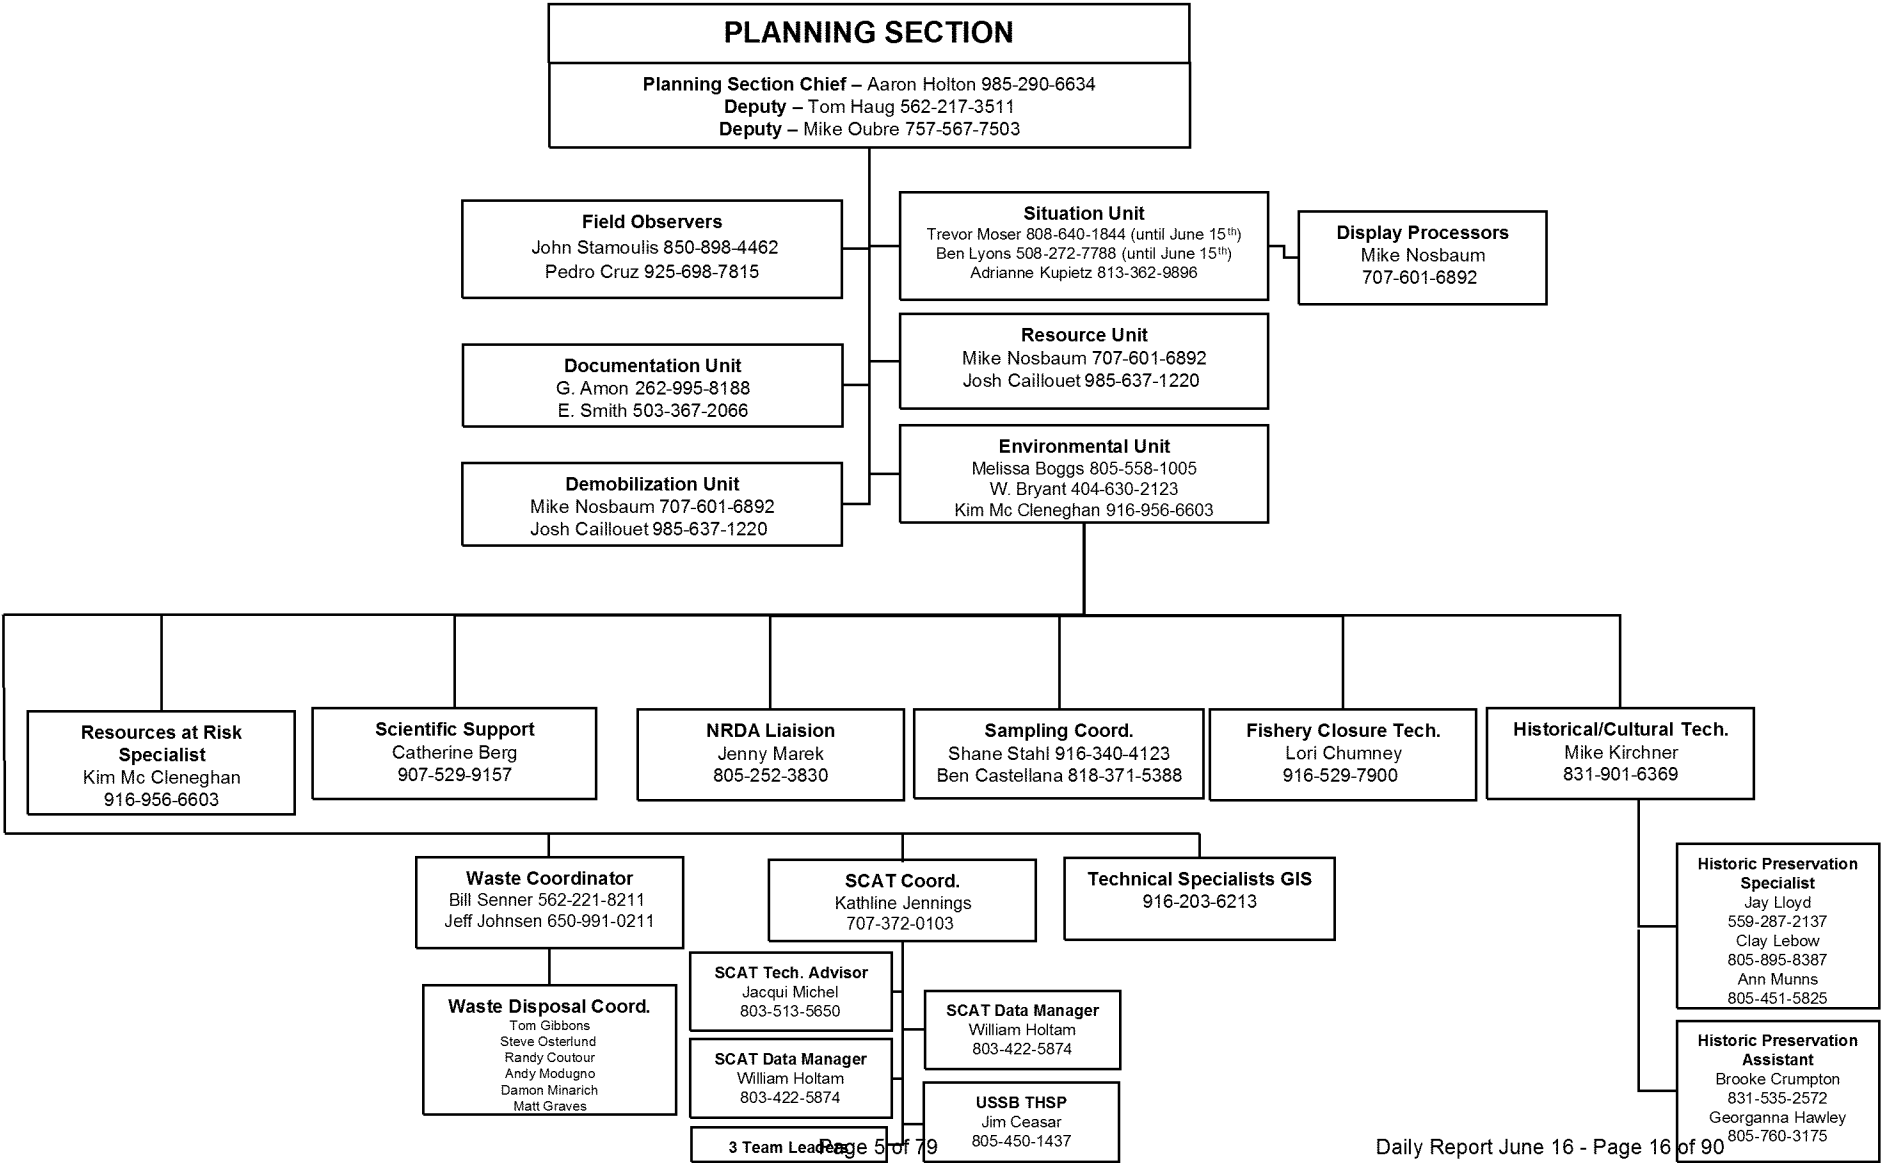 PLANNING SECTION
Planning Section Chief – Aaron Holton 985-290-6634
Deputy – Tom Haug 562-217-3511
Deputy – Mike Oubre 757-567-7503
Field Observers
John Stamoulis 850-898-4462
Pedro Cruz 925-698-7815
Situation Unit
Trevor Moser 808-640-1844 (until June 15th)
Ben Lyons 508-272-7788 (until June 15th)
Adrianne Kupietz 813-362-9896
Display Processors
Mike Nosbaum
707-601-6892
Documentation Unit
G. Amon 262-995-8188
E. Smith 503-367-2066
Resource Unit
Mike Nosbaum 707-601-6892
Josh Caillouet 985-637-1220
Demobilization Unit
Mike Nosbaum 707-601-6892
Josh Caillouet 985-637-1220
Environmental Unit
Melissa Boggs 805-558-1005
W. Bryant 404-630-2123
Kim Mc Cleneghan 916-956-6603
Resources at Risk
Specialist
Kim Mc Cleneghan
916-956-6603
Scientific Support
Catherine Berg
907-529-9157
NRDA Liaision
Jenny Marek
805-252-3830
Sampling Coord.
Shane Stahl 916-340-4123
Ben Castellana 818-371-5388
Fishery Closure Tech.
Lori Chumney
916-529-7900
Historical/Cultural Tech.
Mike Kirchner
831-901-6369
Waste Coordinator
Bill Senner 562-221-8211
Jeff Johnsen 650-991-0211
SCAT Coord.
Kathline Jennings
707-372-0103
Technical Specialists GIS
916-203-6213
Historic Preservation
Specialist
Jay Lloyd
559-287-2137
Clay Lebow
805-895-8387
Ann Munns
805-451-5825
Waste Disposal Coord.
Tom Gibbons
Steve Osterlund
Randy Coutour
Andy Modugno
Damon Minarich
Matt Graves
SCAT Tech. Advisor
Jacqui Michel
803-513-5650
SCAT Data Manager
William Holtam
803-422-5874
SCAT Data Manager
William Holtam
803-422-5874
USSB THSP
Jim Ceasar
805-450-1437
Historic Preservation
Assistant
Brooke Crumpton
831-535-2572
Georganna Hawley
805-760-3175
3 Team Leaders
Page 5 of 79
Daily Report June 16 - Page 16 of 90